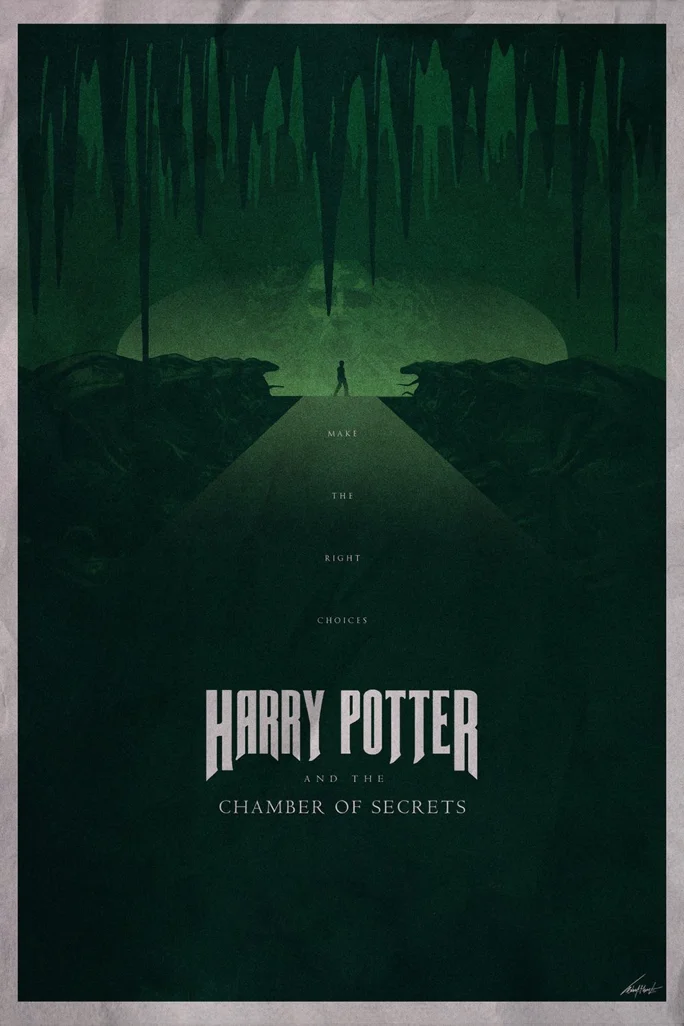 MAKE
THE
RIGHT
CHOICES
HARRY POTTER
AND THE
CHAMBER OF SECRETS